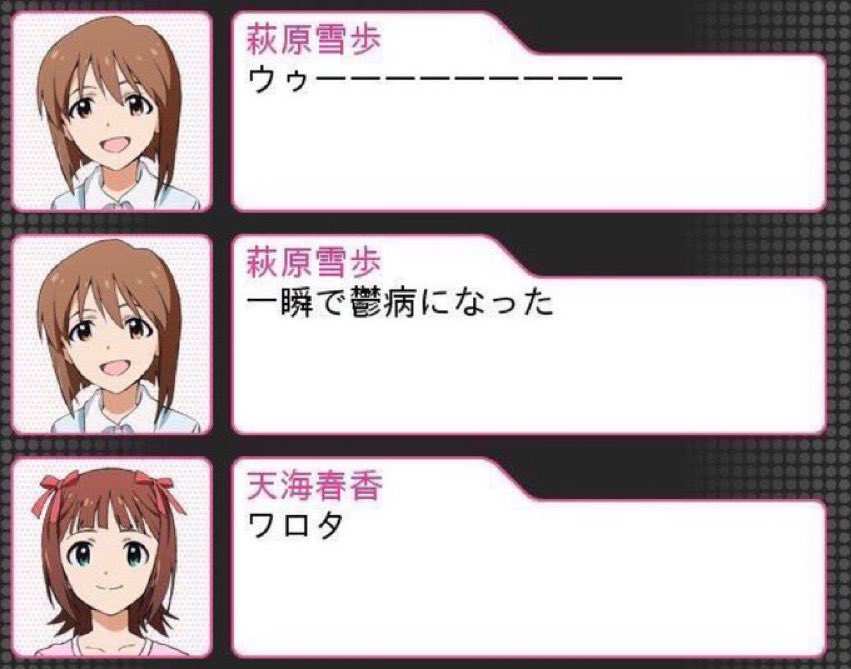 萩原雪歩
ウゥーーーーーーーーー
萩原雪歩
一瞬で鬱病になった
天海春香
ワロタ